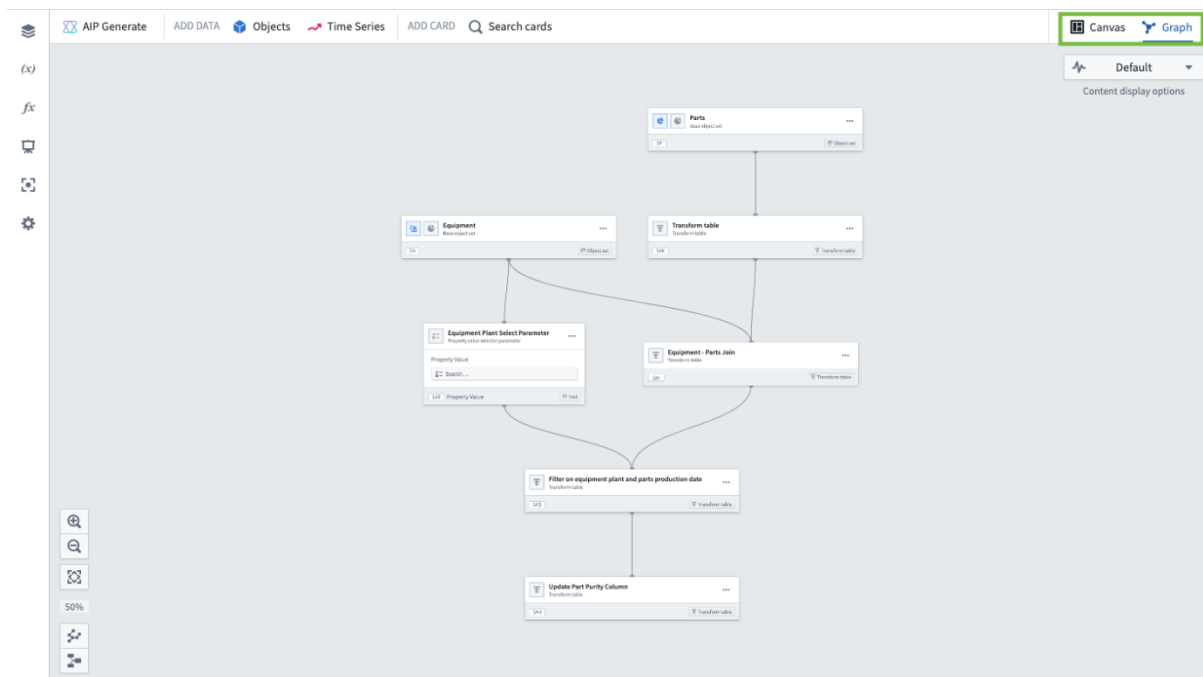 AIP Generate ADD DATA Objects Time Series ADD CARD Search cards Canvas Graph
(x) Default
Content display options
fx
Parts
Base object set
Object set
Equipment
Base object set
Object set
Transform table
Transform table
Transform table
Equipment Plant Select Parameter
Property value selector parameter
Property Value
Search...
Property Value Text
Equipment - Parts Join
Transform table
Transform table
Filter on equipment plant and parts production date
Transform table
Transform table
Update Part Purity Column
Transform table
Transform table
50%